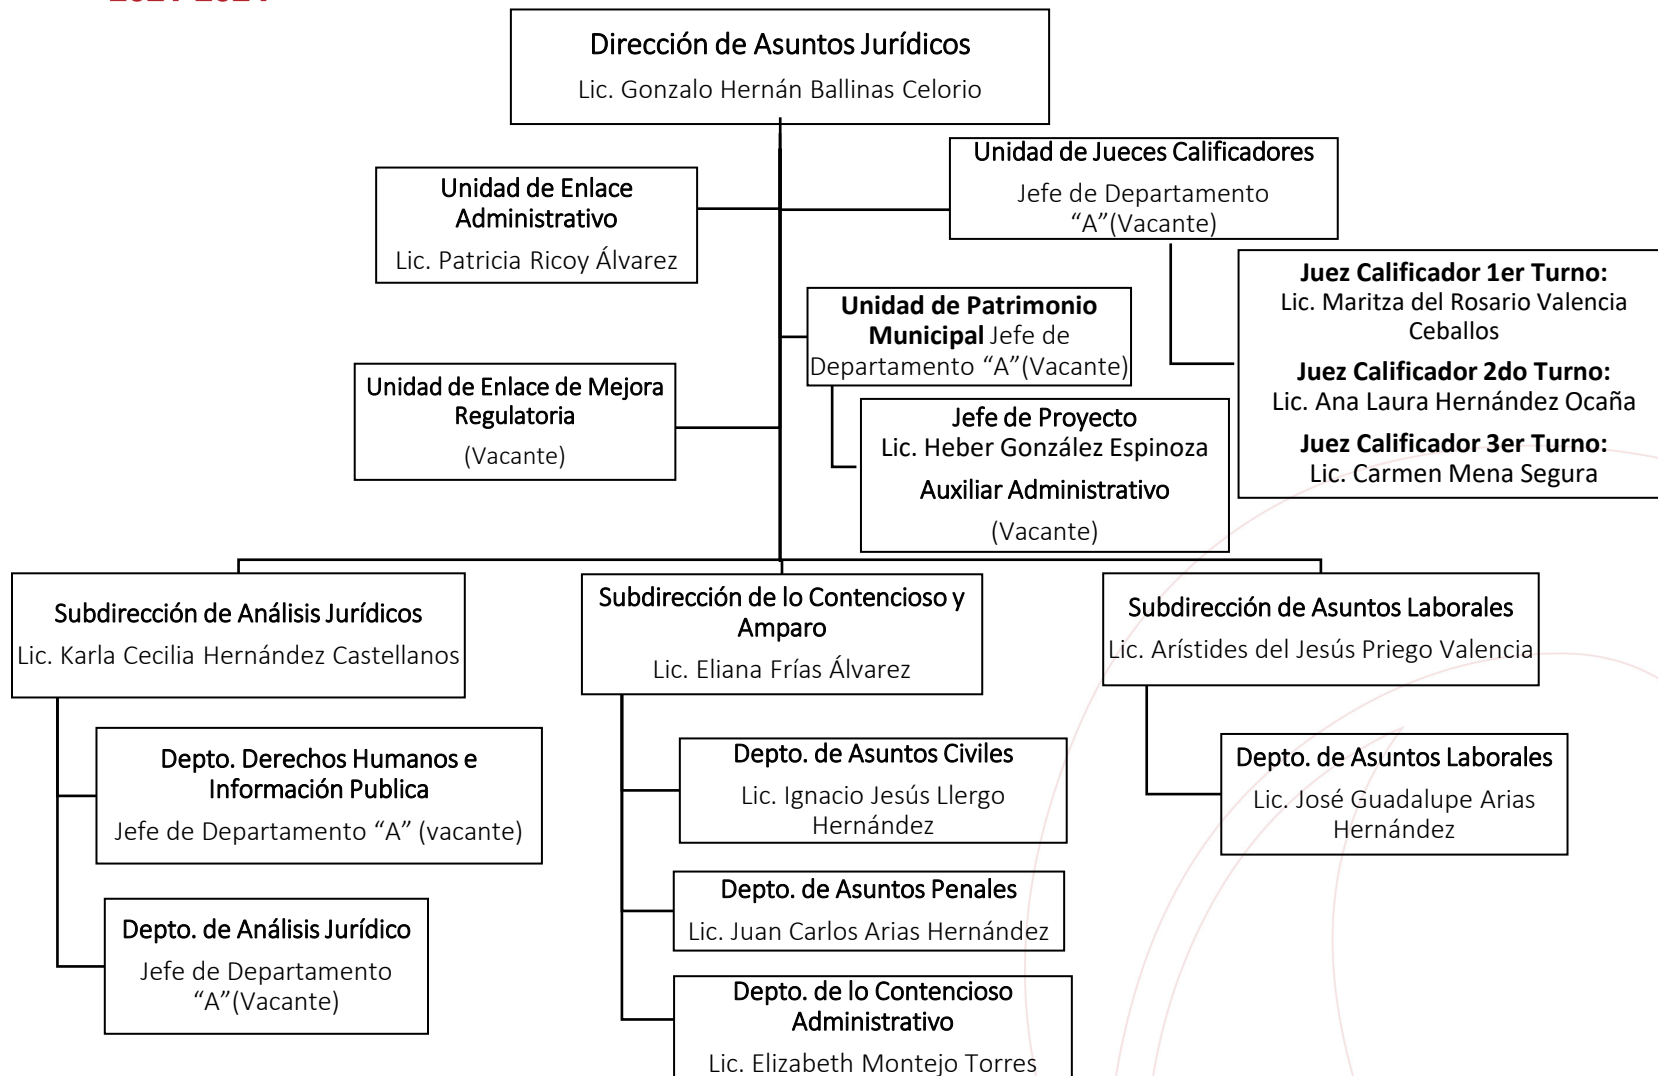 Dirección de Asuntos Jurídicos
Lic. Gonzalo Hernán Ballinas Celorio
Unidad de Enlace
Administrativo
Lic. Patricia Ricoy Álvarez
Unidad de Jueces Calificadores
Jefe de Departamento
“A”(Vacante)
Juez Calificador 1er Turno:
Lic. Maritza del Rosario Valencia
Ceballos
Juez Calificador 2do Turno:
Lic. Ana Laura Hernández Ocaña
Juez Calificador 3er Turno:
Lic. Carmen Mena Segura
Unidad de Patrimonio
Municipal Jefe de
Departamento “A”(Vacante)
Unidad de Enlace de Mejora
Regulatoria
(Vacante)
Jefe de Proyecto
Lic. Heber González Espinoza
Auxiliar Administrativo
(Vacante)
Subdirección de Análisis Jurídicos
Lic. Karla Cecilia Hernández Castellanos
Depto. Derechos Humanos e
Información Publica
Jefe de Departamento “A” (vacante)
Depto. de Análisis Jurídico
Jefe de Departamento
“A”(Vacante)
Subdirección de lo Contencioso y
Amparo
Lic. Eliana Frías Álvarez
Depto. de Asuntos Civiles
Lic. Ignacio Jesús Llergo
Hernández
Depto. de Asuntos Penales
Lic. Juan Carlos Arias Hernández
Depto. de lo Contencioso
Administrativo
Lic. Elizabeth Montejo Torres
Subdirección de Asuntos Laborales
Lic. Arístides del Jesús Priego Valencia
Depto. de Asuntos Laborales
Lic. José Guadalupe Arias
Hernández